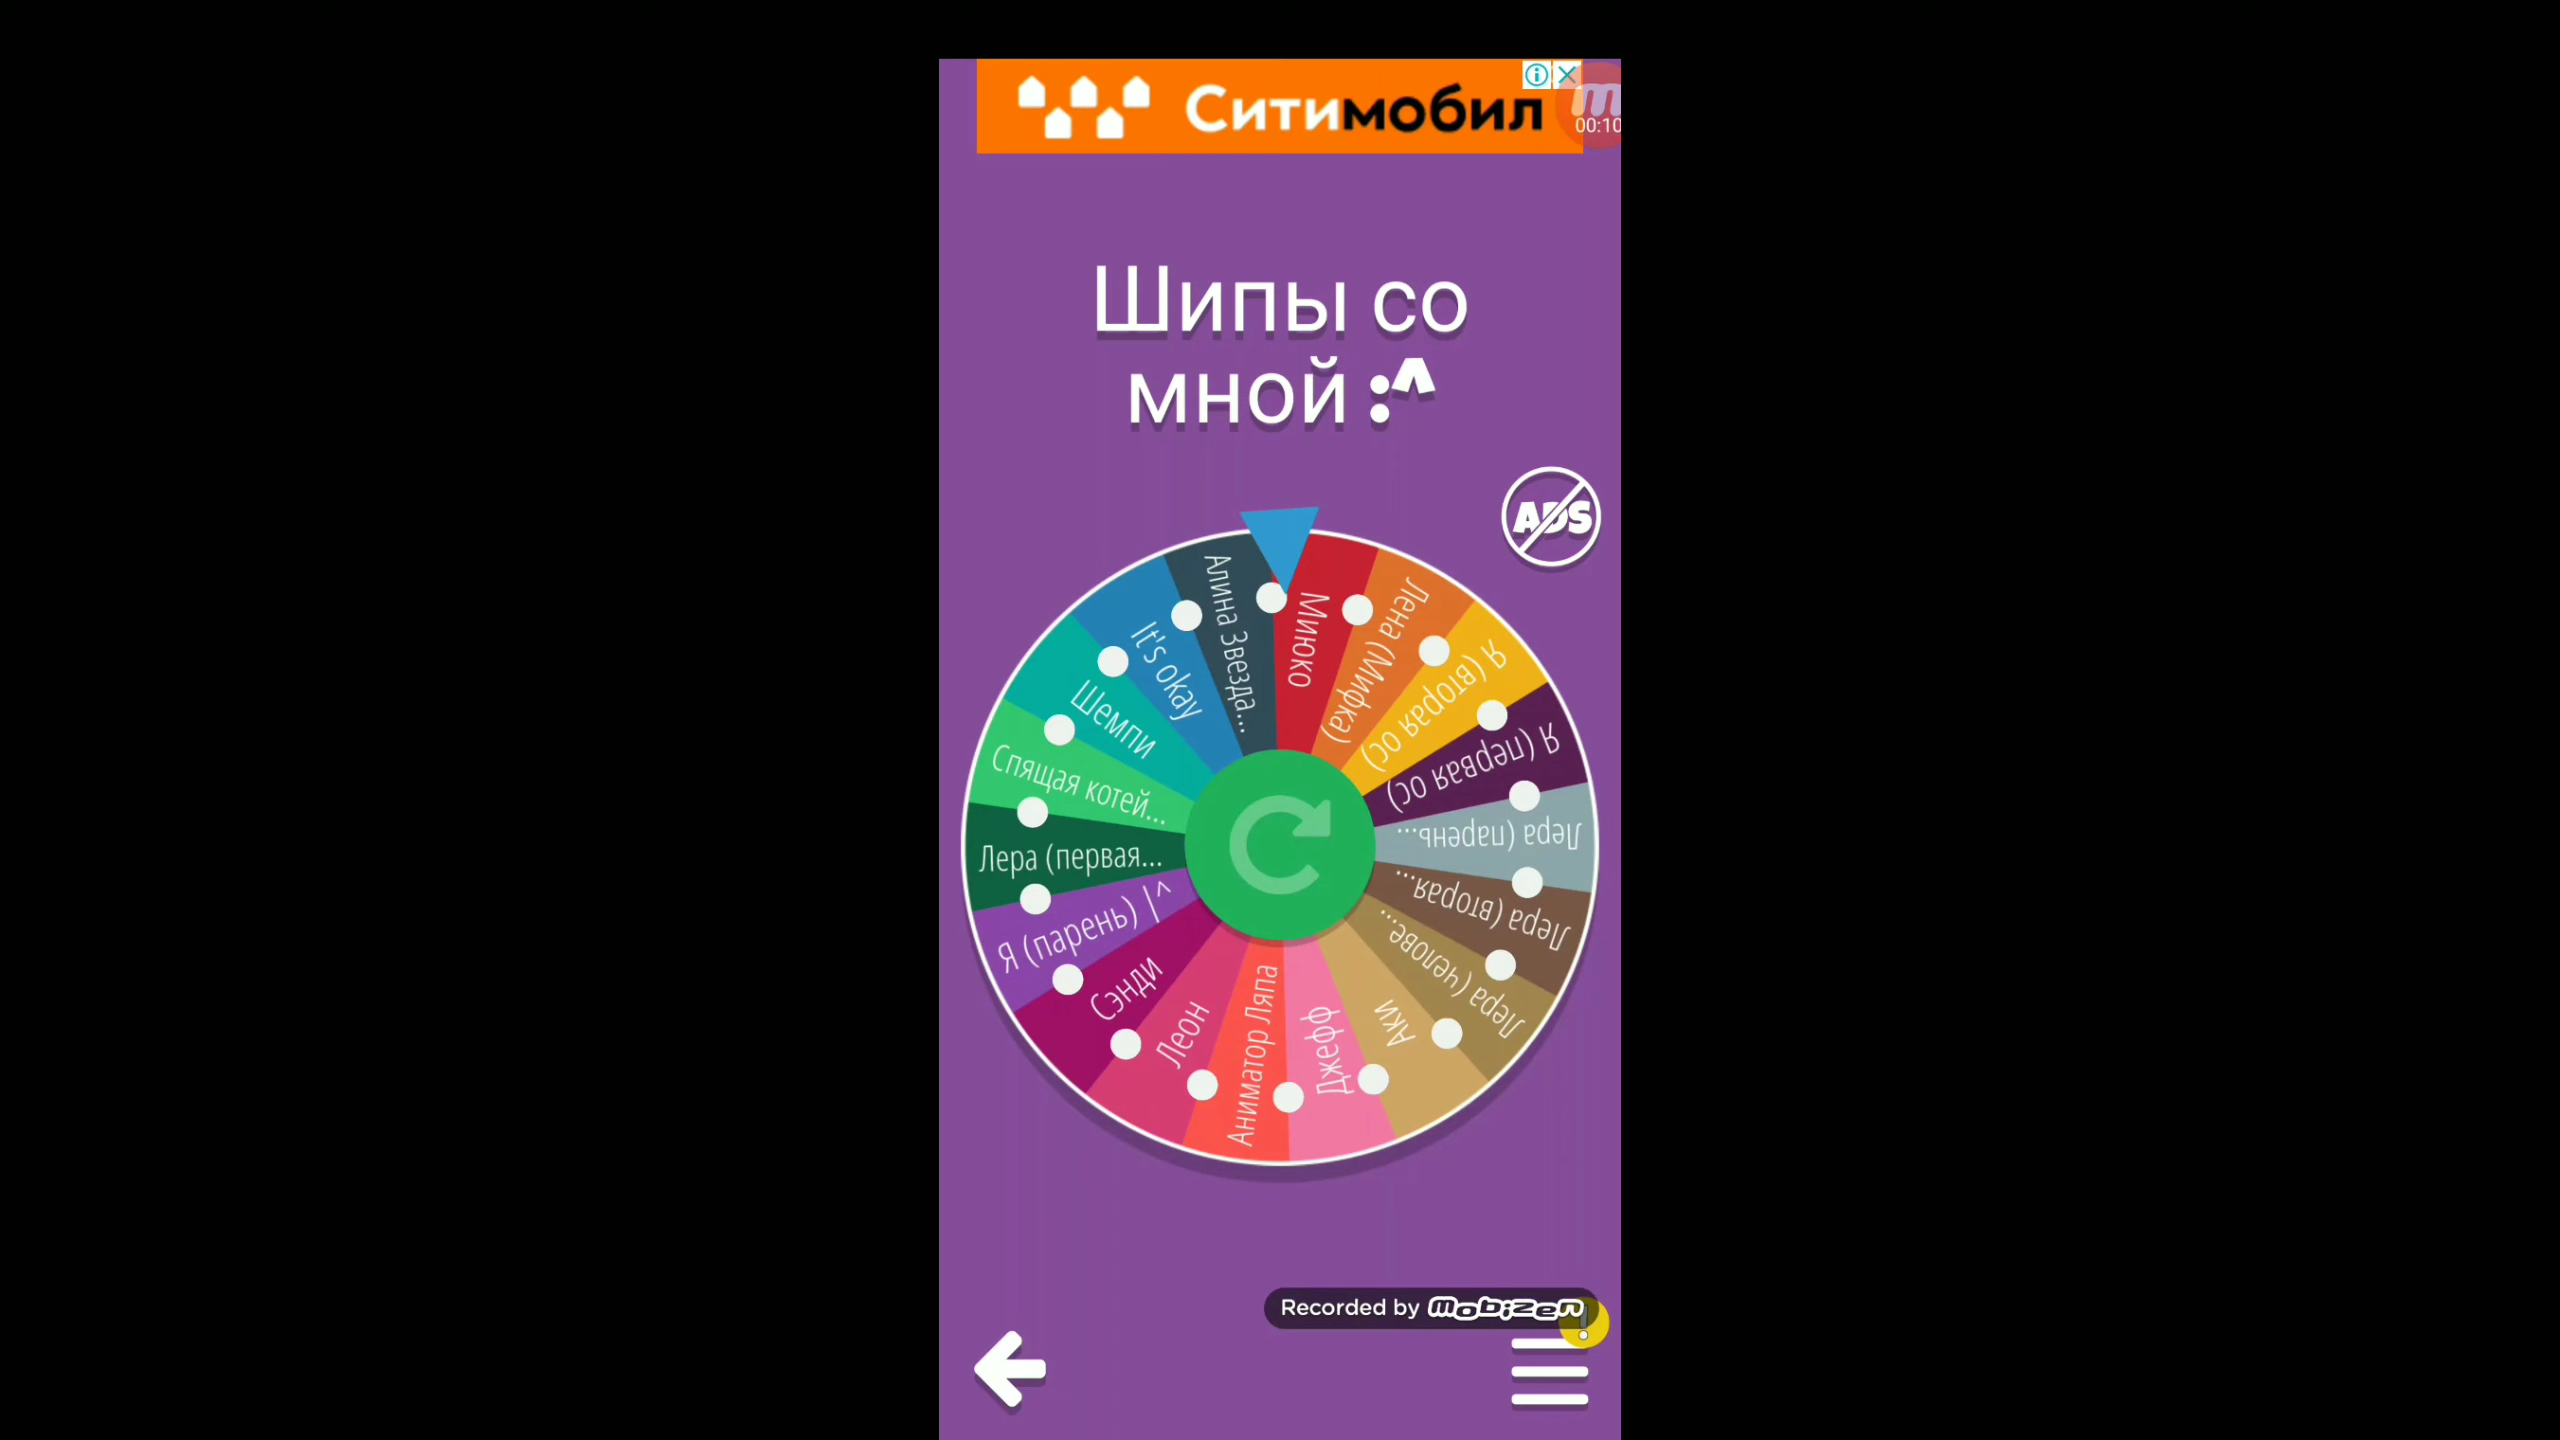 Ситимобил
00:10
Шипы со
мной :^
ADS
Минюко
Лена (Мифка)
Я (вторая ос)
Я (первая ос)
Лера (парень...
Лера (вторая...
Лера (челове...
Аки
Джефф
Аниматор Ляпа
Леон
Сэнди
Я (парень) |^
Лера (первая...
Спящая котей...
Шемпи
It's okay
Алина Звезда...
Recorded by mobizen